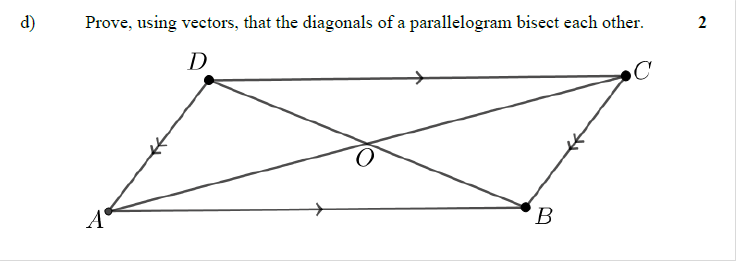 d) Prove, using vectors, that the diagonals of a parallelogram bisect each other. 2
D
C
O
A
B